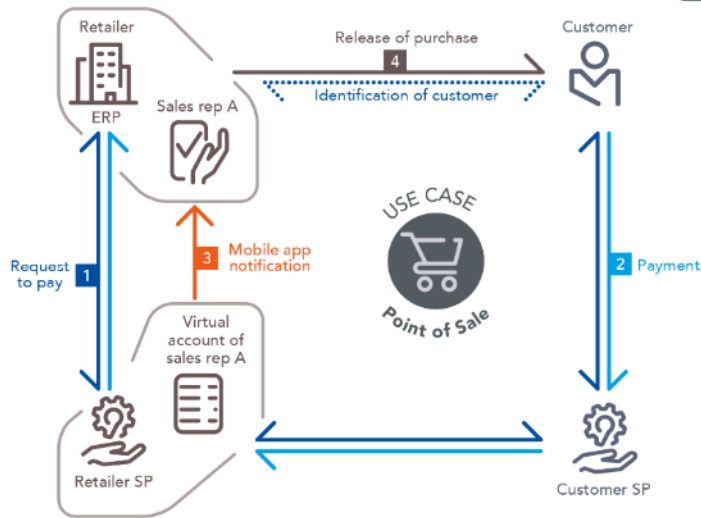 Retailer
ERP
Sales rep A
Release of purchase
4
Identification of customer
Customer
USE CASE
Point of Sale
Request
to pay
1
3
Mobile app
notification
2
Payment
Virtual
account of
sales rep A
Retailer SP
Customer SP